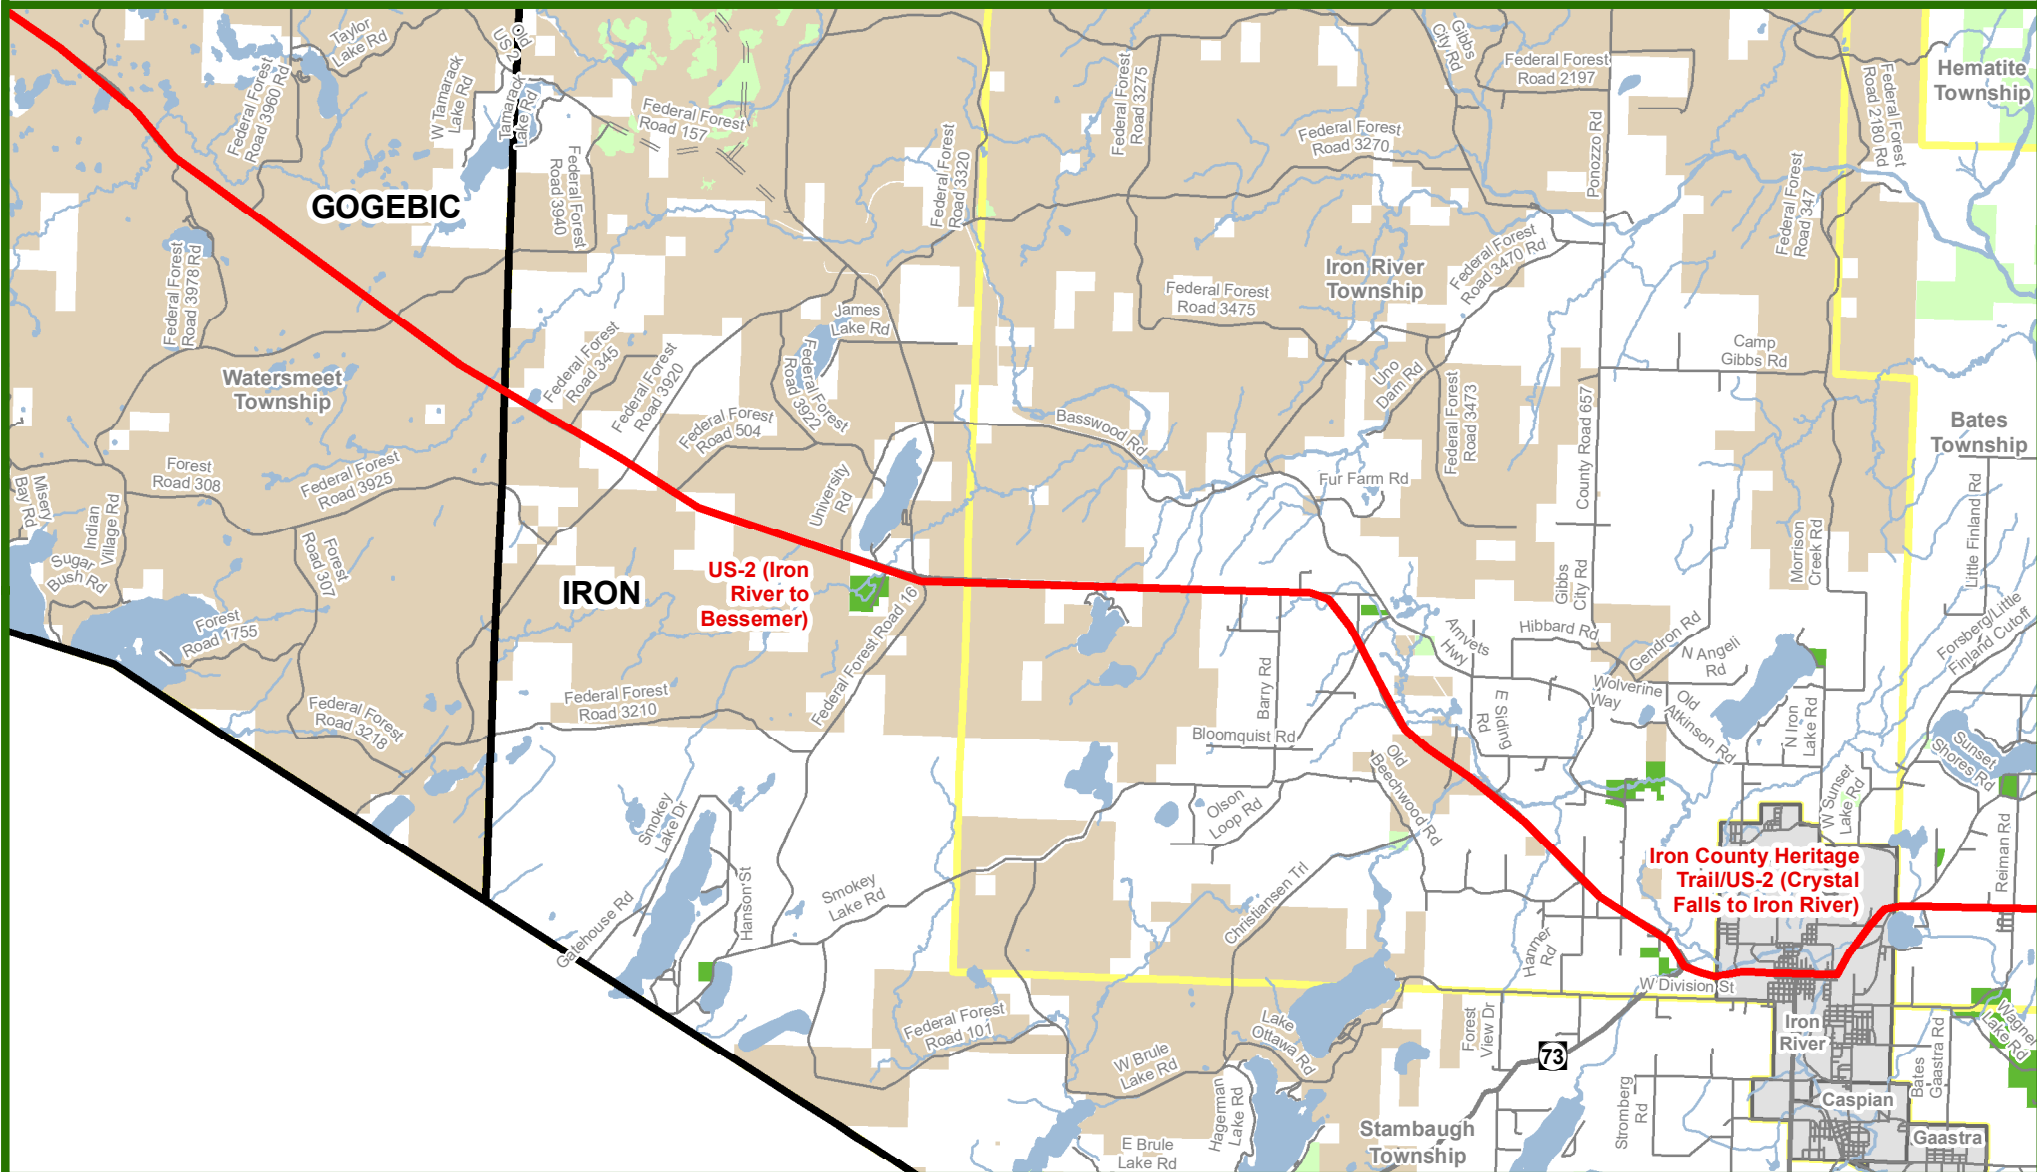 Taylor
Lake Rd
Old
US-2
Gibbs
City Rd
Federal Forest
Road 2197
Hematite
Township
Federal Forest
Road 3960 Rd
W Tamarack
Lake Rd
Tamarack
Lake Rd
Federal Forest
Road 157
Federal Forest
Road 3275
Federal Forest
Road 3270
Ponozzo Rd
Federal Forest
Road 2180 Rd
Federal Forest
Road 3940
Federal Forest
Road 3320
Federal Forest
Road 347
GOGEBIC
Federal Forest
Road 3978 Rd
Iron River
Township
Federal Forest
Road 3470 Rd
Federal Forest
Road 3475
James
Lake Rd
Federal Forest
Road 345
Federal Forest
Road 3920
Federal Forest
Road 3922
Camp
Gibbs Rd
Uno
Dam Rd
Watersmeet
Township
Federal Forest
Road 504
Basswood Rd
Federal Forest
Road 3473
County Road 657
Bates
Township
Forest
Road 308
Federal Forest
Road 3925
Fur Farm Rd
Misery
Bay Rd
Indian
Village Rd
University
Rd
Morrison
Creek Rd
Little Finland Rd
Sugar
Bush Rd
Forest
Road 307
IRON
US-2 (Iron
River to
Bessemer)
Gibbs
City Rd
Forest
Road 1755
Federal Forest Road 16
Amvets
Hwy
Hibbard Rd
Gendron Rd
N Angeli
Rd
Forsberg/Little
Finland Cutoff
Federal Forest
Road 3218
Federal Forest
Road 3210
Barry Rd
Bloomquist Rd
E Siding
Rd
Wolverine
Way
Old
Atkinson Rd
N Iron
Lake Rd
Sunset
Shores Rd
Old
Beechwood Rd
Smokey
Lake Dr
Olson
Loop Rd
W Sunset
Lake Rd
Reiman Rd
Iron County Heritage
Trail/US-2 (Crystal
Falls to Iron River)
Gatehouse Rd
Hanson St
Smokey
Lake Rd
Christiansen Trl
Hanmer
Rd
W Division St
Federal Forest
Road 101
Lake
Ottawa Rd
Forest
View Dr
Iron
River
Wagner
Lake Rd
73
W Brule
Lake Rd
Hagerman
Lake Rd
Stromberg
Rd
Bates
Gaastra Rd
Caspian
Stambaugh
Township
E Brule
Lake Rd
Gaastra